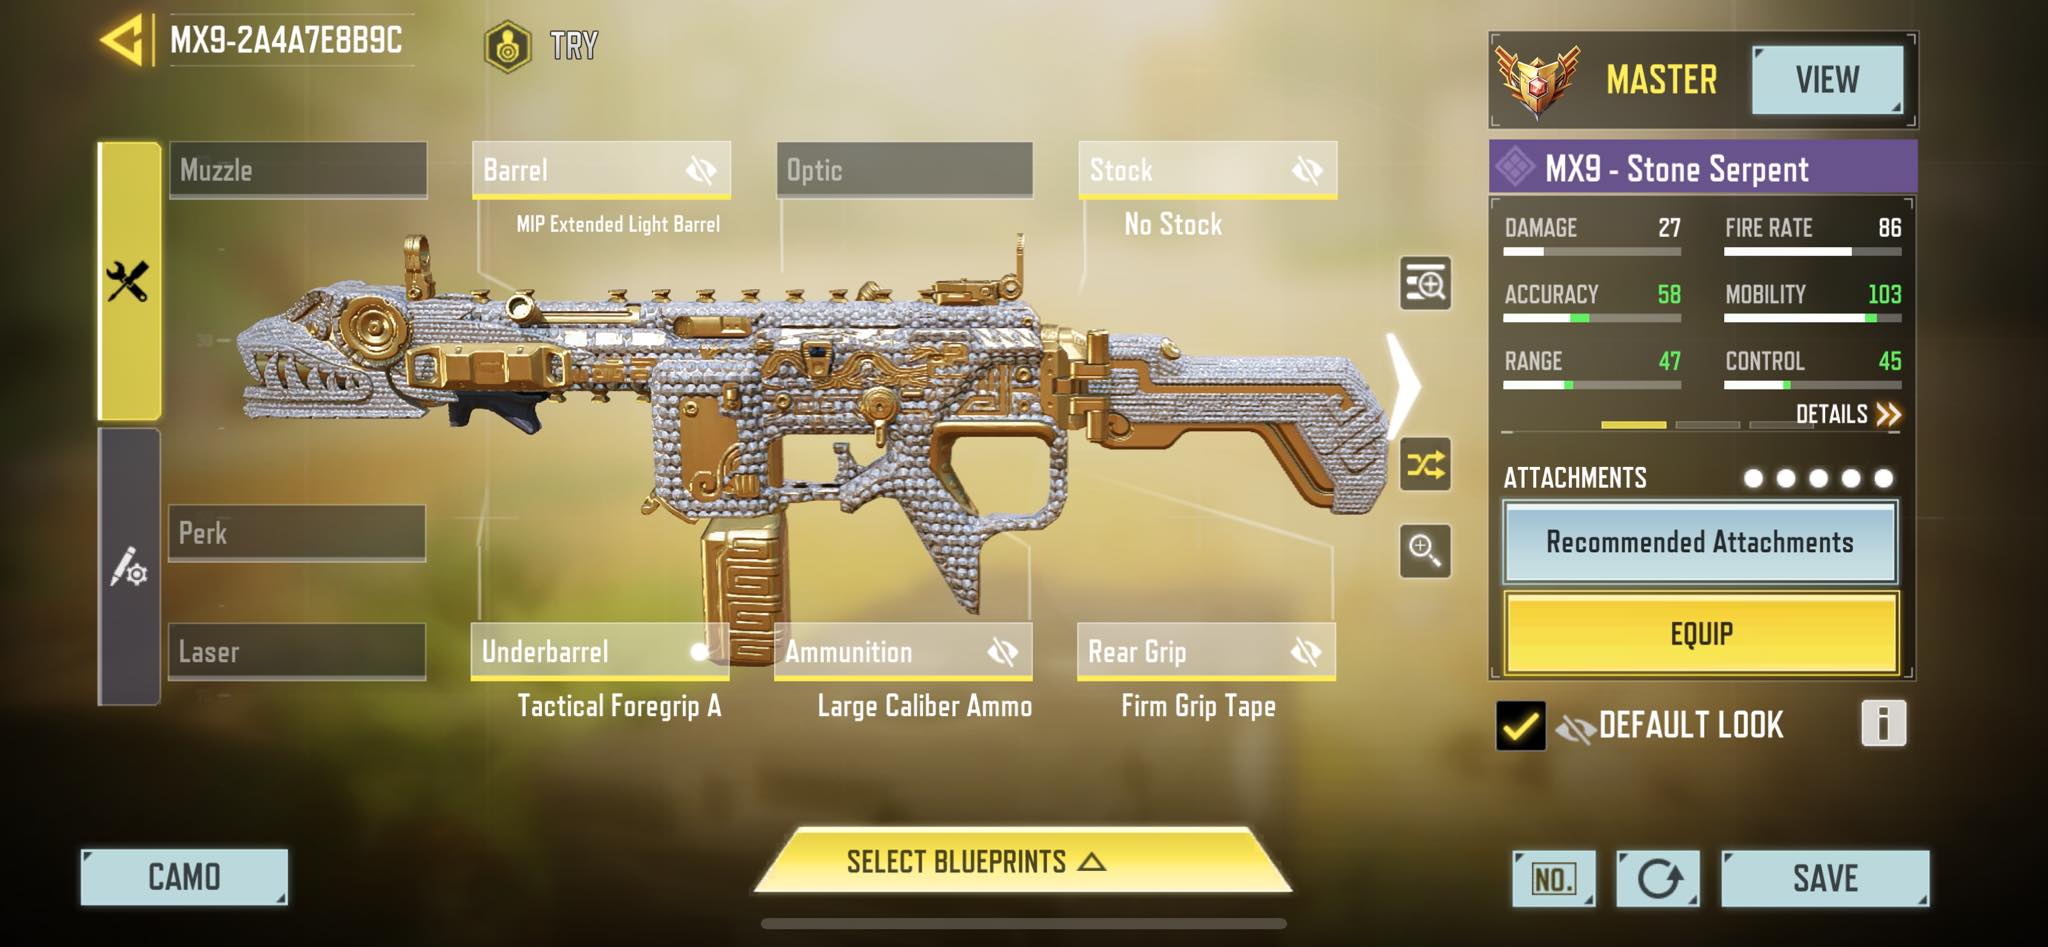 MX9-2A4A7E8B9C
TRY
MASTER
VIEW
Muzzle
Barrel
Optic
Stock
MIP Extended Light Barrel
No Stock
MX9 - Stone Serpent
DAMAGE 27
FIRE RATE 86
ACCURACY 58
MOBILITY 103
RANGE 47
CONTROL 45
DETAILS
ATTACHMENTS
Recommended Attachments
EQUIP
Perk
Laser
Underbarrel
Ammunition
Rear Grip
Tactical Foregrip A
Large Caliber Ammo
Firm Grip Tape
DEFAULT LOOK
i
CAMO
SELECT BLUEPRINTS
NO.
SAVE